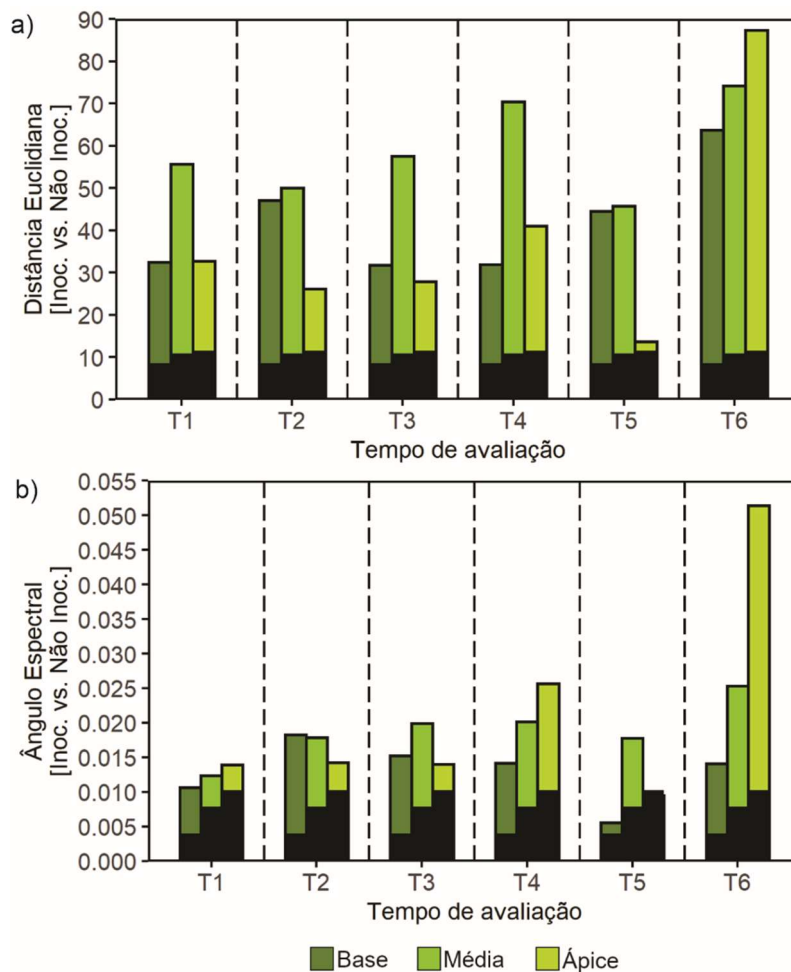 a)
Distância Euclidiana
[Inoc. vs. Não Inoc.]
90
80
70
60
50
40
30
20
10
0
T1 T2 T3 T4 T5 T6
Tempo de avaliação
b)
Ângulo Espectral
[Inoc. vs. Não Inoc.]
0.055
0.050
0.045
0.040
0.035
0.030
0.025
0.020
0.015
0.010
0.005
0.000
T1 T2 T3 T4 T5 T6
Tempo de avaliação
Base Média Ápice